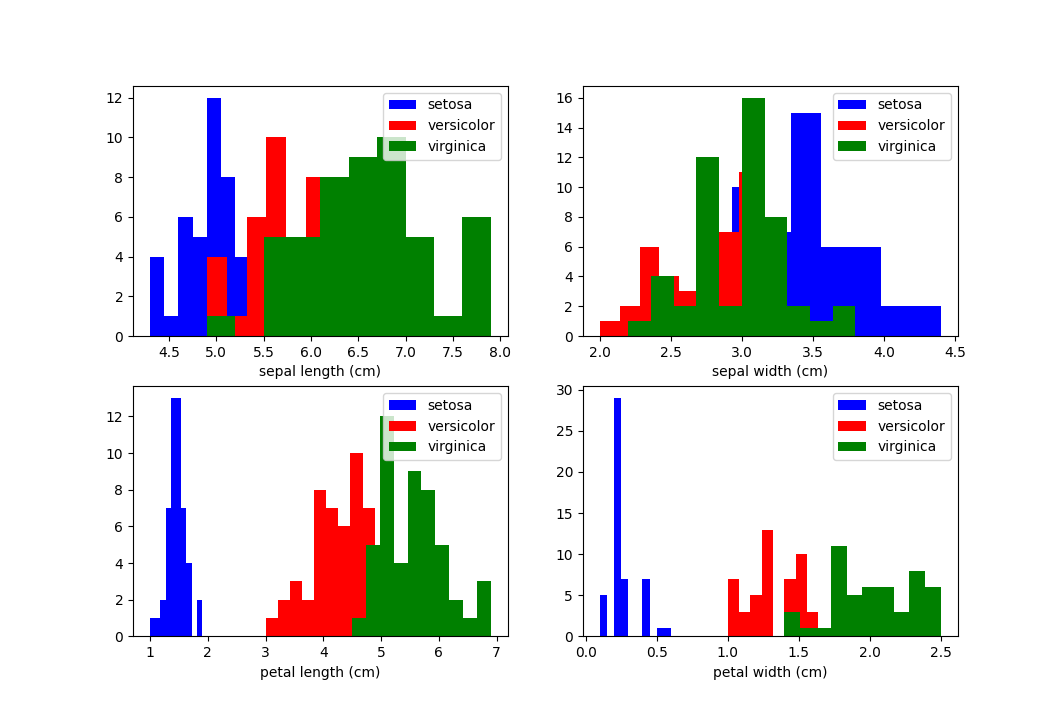 12
10
8
6
4
2
0
setosa
versicolor
virginica
4.5 5.0 5.5 6.0 6.5 7.0 7.5 8.0
sepal length (cm)
16
14
12
10
8
6
4
2
0
setosa
versicolor
virginica
2.0 2.5 3.0 3.5 4.0 4.5
sepal width (cm)
12
10
8
6
4
2
0
setosa
versicolor
virginica
1 2 3 4 5 6 7
petal length (cm)
30
25
20
15
10
5
0
setosa
versicolor
virginica
0.0 0.5 1.0 1.5 2.0 2.5
petal width (cm)